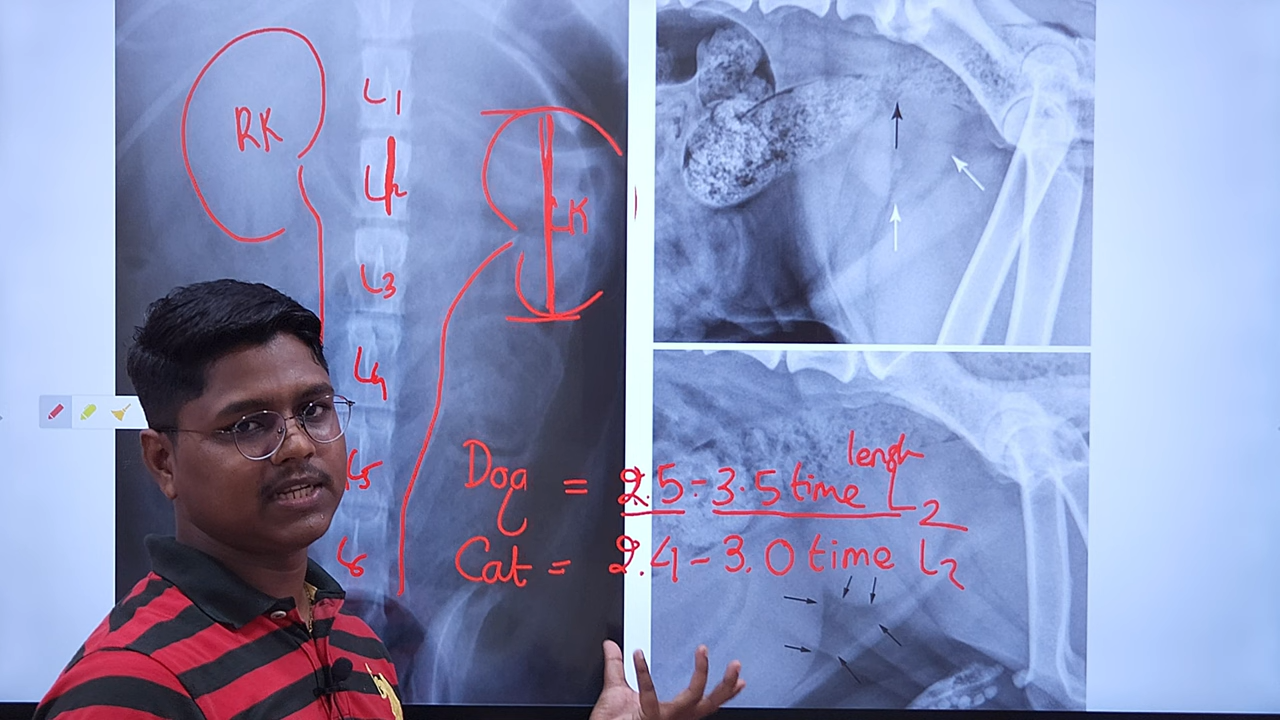 RK
L1
L2
LK
L3
L4
L5
L6
length
Dog = 2.5 - 3.5 time L2
Cat = 2.4 - 3.0 time L2